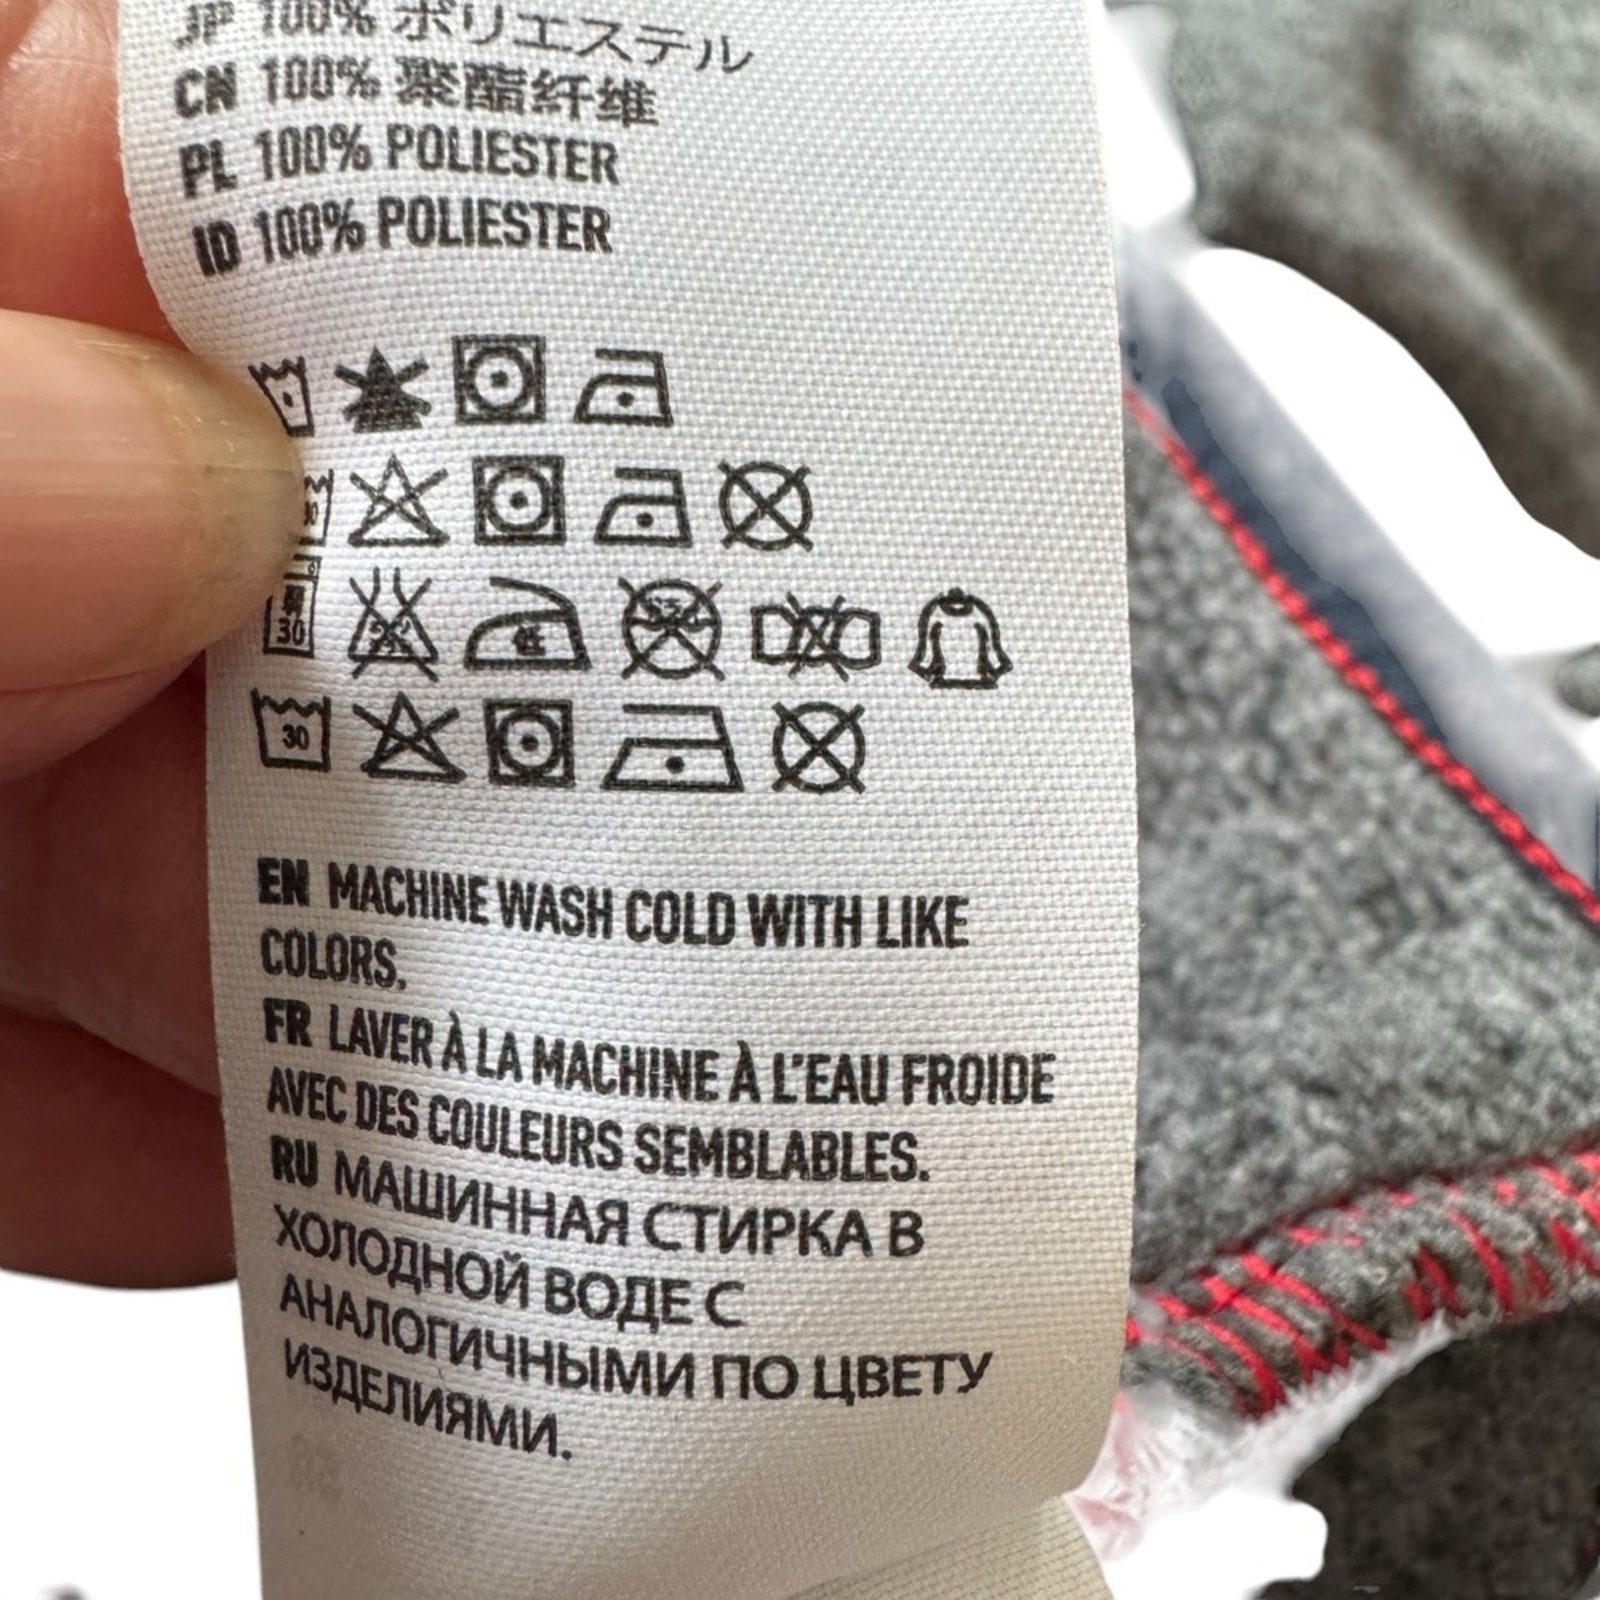 JP 100% ポリエステル
CN 100% 聚酯纤维
PL 100% POLIESTER
ID 100% POLIESTER
30
30
EN MACHINE WASH COLD WITH LIKE
COLORS.
FR LAVER À LA MACHINE À L'EAU FROIDE
AVEC DES COULEURS SEMBLABLES.
RU МАШИННАЯ СТИРКА В
ХОЛОДНОЙ ВОДЕ С
АНАЛОГИЧНЫМИ ПО ЦВЕТУ
ИЗДЕЛИЯМИ.